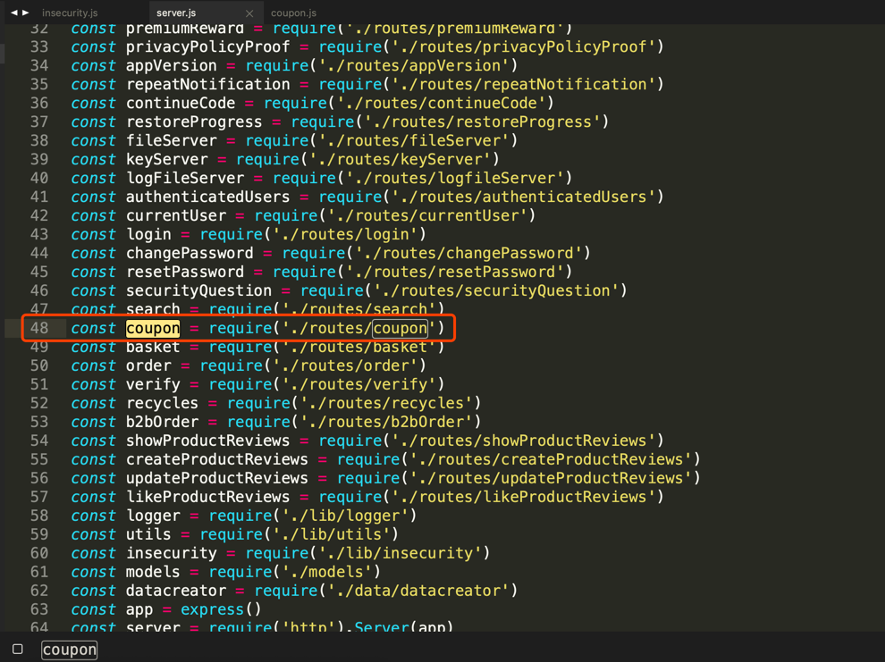 ◀ ▶ insecurity.js server.js × coupon.js
32 const premiumReward = require('./routes/premiumReward')
33 const privacyPolicyProof = require('./routes/privacyPolicyProof')
34 const appVersion = require('./routes/appVersion')
35 const repeatNotification = require('./routes/repeatNotification')
36 const continueCode = require('./routes/continueCode')
37 const restoreProgress = require('./routes/restoreProgress')
38 const fileServer = require('./routes/fileServer')
39 const keyServer = require('./routes/keyServer')
40 const logFileServer = require('./routes/logfileServer')
41 const authenticatedUsers = require('./routes/authenticatedUsers')
42 const currentUser = require('./routes/currentUser')
43 const login = require('./routes/login')
44 const changePassword = require('./routes/changePassword')
45 const resetPassword = require('./routes/resetPassword')
46 const securityQuestion = require('./routes/securityQuestion')
47 const search = require('./routes/search')
48 const coupon = require('./routes/coupon')
49 const basket = require('./routes/basket')
50 const order = require('./routes/order')
51 const verify = require('./routes/verify')
52 const recycles = require('./routes/recycles')
53 const b2bOrder = require('./routes/b2bOrder')
54 const showProductReviews = require('./routes/showProductReviews')
55 const createProductReviews = require('./routes/createProductReviews')
56 const updateProductReviews = require('./routes/updateProductReviews')
57 const likeProductReviews = require('./routes/likeProductReviews')
58 const logger = require('./lib/logger')
59 const utils = require('./lib/utils')
60 const insecurity = require('./lib/insecurity')
61 const models = require('./models')
62 const datacreator = require('./data/datacreator')
63 const app = express()
64 const server = require('http').Server(app)
coupon